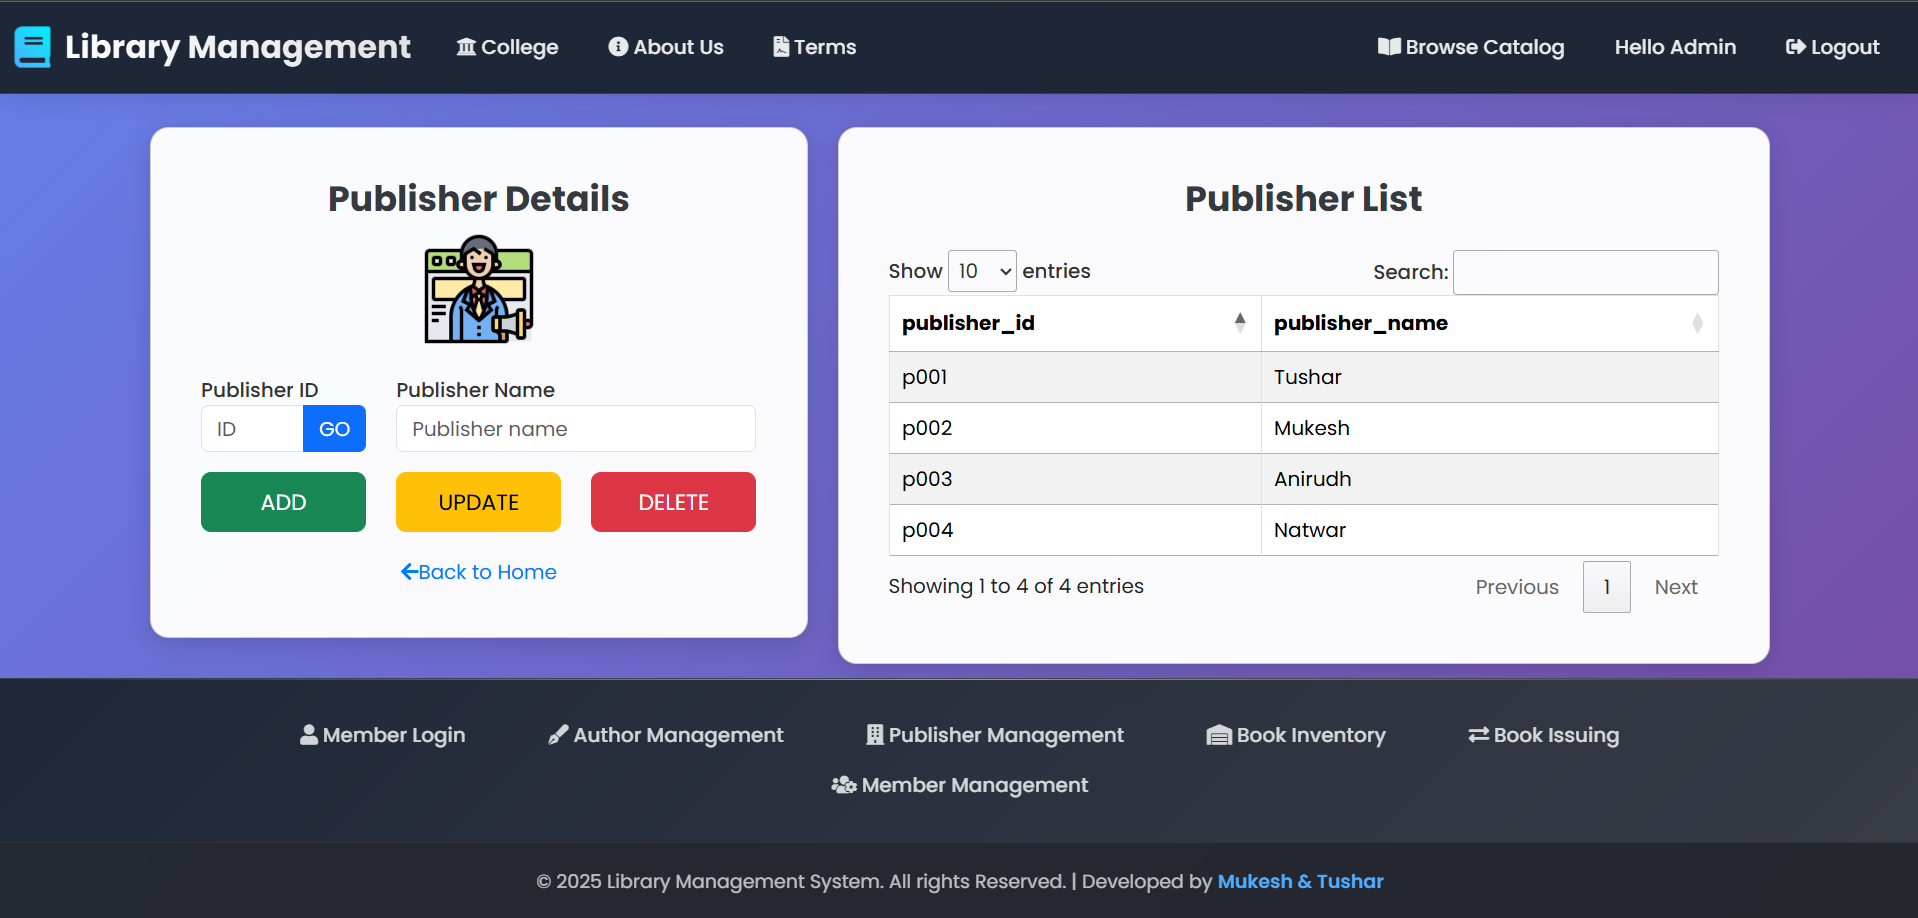 Library Management College About Us Terms Browse Catalog Hello Admin Logout
Publisher Details
Publisher ID Publisher Name
ID GO Publisher name
ADD UPDATE DELETE
Back to Home
Publisher List
Show 10 entries Search:
publisher_id publisher_name
p001 Tushar
p002 Mukesh
p003 Anirudh
p004 Natwar
Showing 1 to 4 of 4 entries Previous 1 Next
Member Login Author Management Publisher Management Book Inventory Book Issuing
Member Management
© 2025 Library Management System. All rights Reserved. | Developed by Mukesh & Tushar